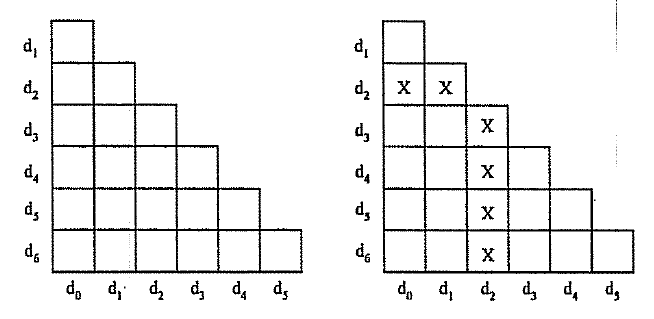 d₁ d₁
d₂ d₂ X X
d₃ d₃ X
d₄ d₄ X
d₅ d₅ X
d₆ d₆ X
d₀ d₁ d₂ d₃ d₄ d₅ d₀ d₁ d₂ d₃ d₄ d₅